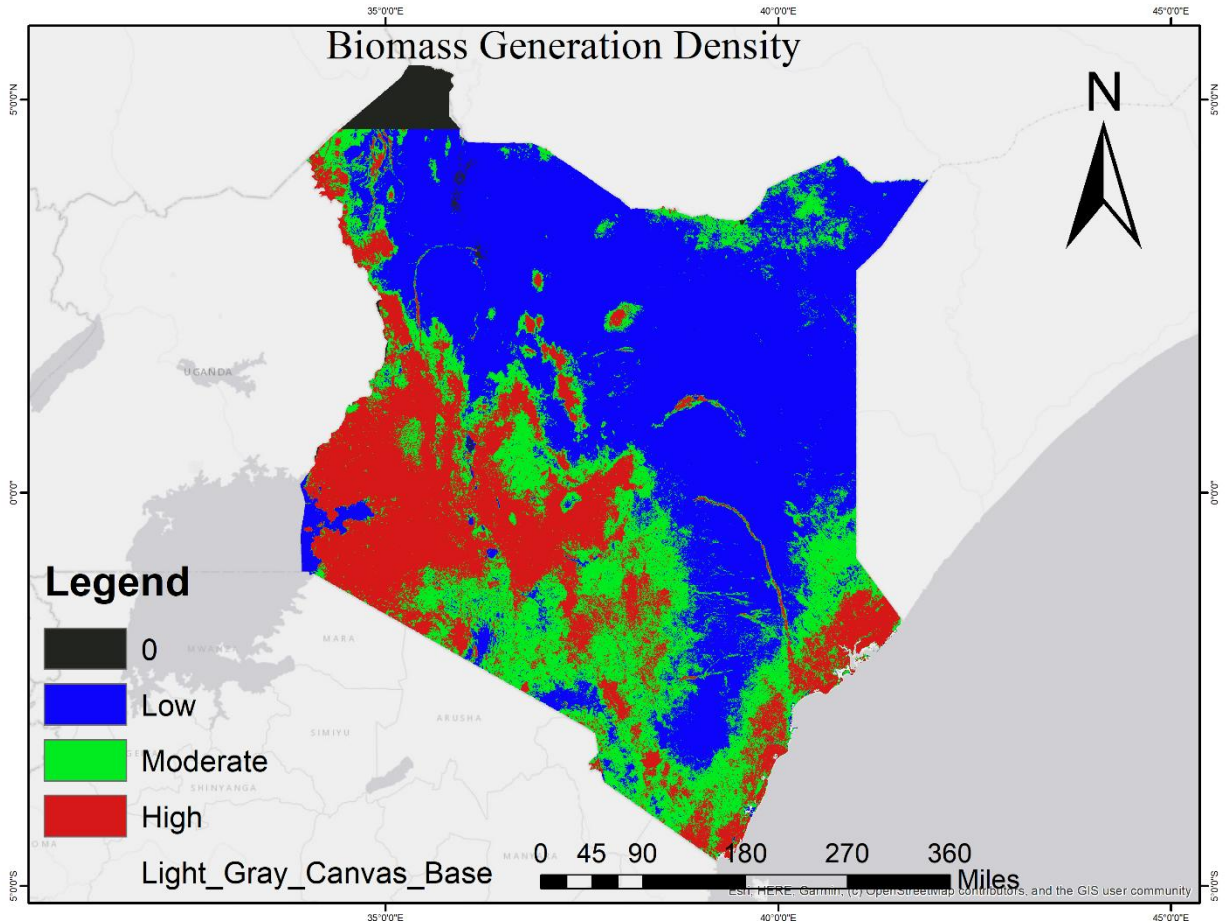 35°0'0"E 40°0'0"E 45°0'0"E
Biomass Generation Density
N
5°0'0"N 5°0'0"N
UGANDA
0°0'0" 0°0'0"
Legend
0
MARA
MWANZA
Low
ARUSHA
SIMIYU
Moderate
SHINYANGA
High
MANYARA
0 45 90 180 270 360
Light_Gray_Canvas_Base
Miles
Esri, HERE, Garmin, (c) OpenStreetMap contributors, and the GIS user community
5°0'0"S 5°0'0"S
35°0'0"E 40°0'0"E 45°0'0"E